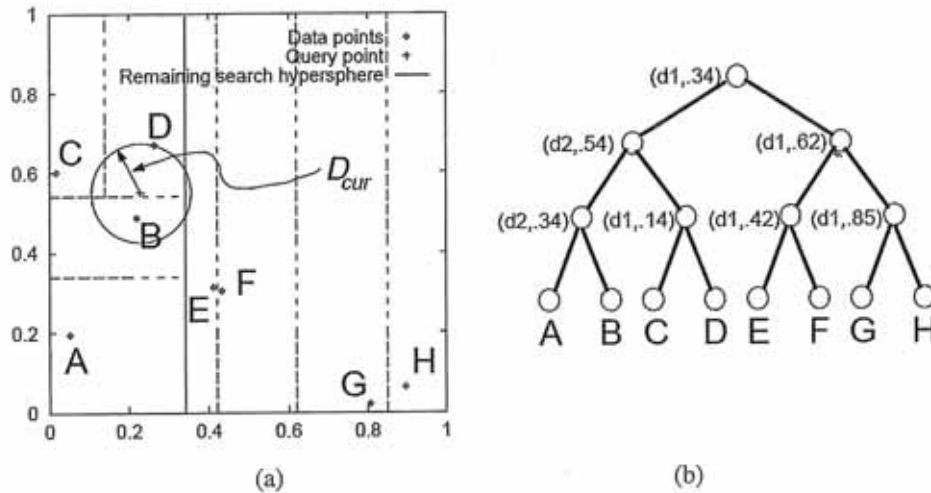 1
0.8
0.6
0.4
0.2
0
0 0.2 0.4 0.6 0.8 1
Data points
Query point
Remaining search hypersphere
D
C
D_cur
B
E F
A
H
G
(a)
(d1,.34)
(d2,.54) (d1,.62)
(d2,.34) (d1,.14) (d1,.42) (d1,.85)
A B C D E F G H
(b)